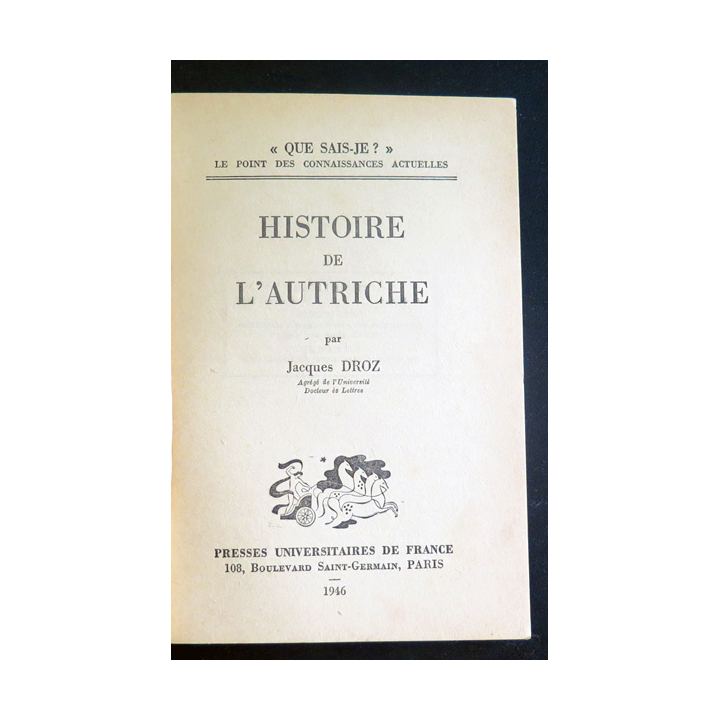 « QUE SAIS-JE ? »
LE POINT DES CONNAISSANCES ACTUELLES
HISTOIRE
DE
L'AUTRICHE
par
Jacques DROZ
Agrégé de l'Université
Docteur ès Lettres
PRESSES UNIVERSITAIRES DE FRANCE
108, BOULEVARD SAINT-GERMAIN, PARIS
1946